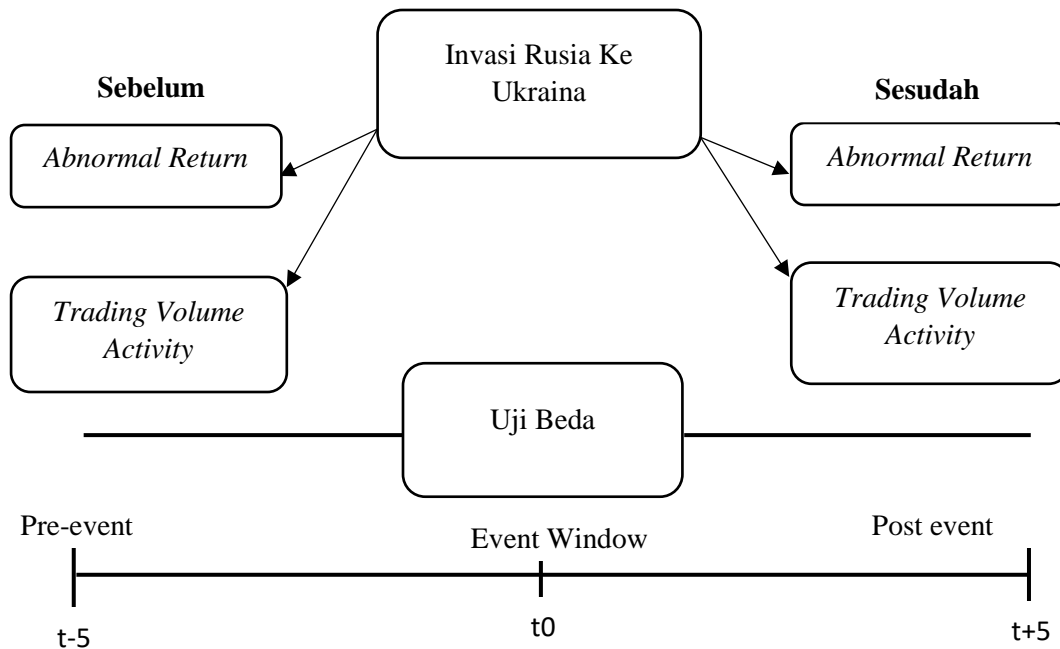 Invasi Rusia Ke
Ukraina
Sebelum
Sesudah
Abnormal Return
Abnormal Return
Trading Volume
Activity
Trading Volume
Activity
Uji Beda
Pre-event
Event Window
Post event
t-5
t0
t+5